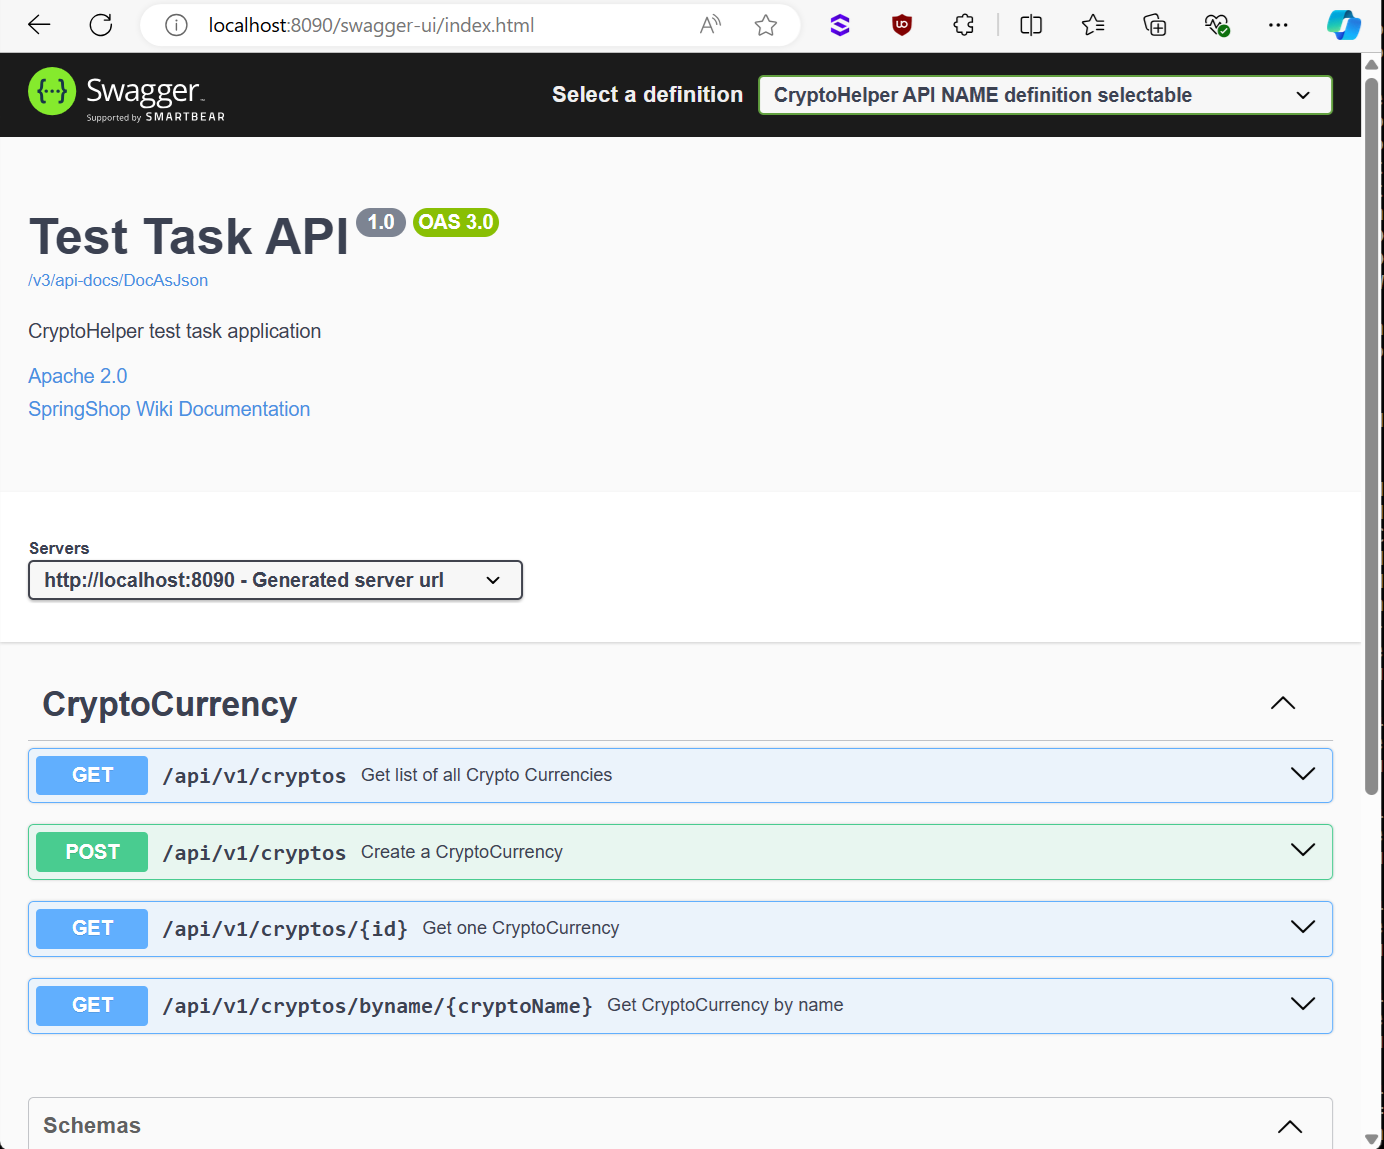 localhost:8090/swagger-ui/index.html
Swagger
Supported by SMARTBEAR
Select a definition
CryptoHelper API NAME definition selectable
Test Task API 1.0 OAS 3.0
/v3/api-docs/DocAsJson
CryptoHelper test task application
Apache 2.0
SpringShop Wiki Documentation
Servers
http://localhost:8090 - Generated server url
CryptoCurrency
GET /api/v1/cryptos Get list of all Crypto Currencies
POST /api/v1/cryptos Create a CryptoCurrency
GET /api/v1/cryptos/{id} Get one CryptoCurrency
GET /api/v1/cryptos/byname/{cryptoName} Get CryptoCurrency by name
Schemas